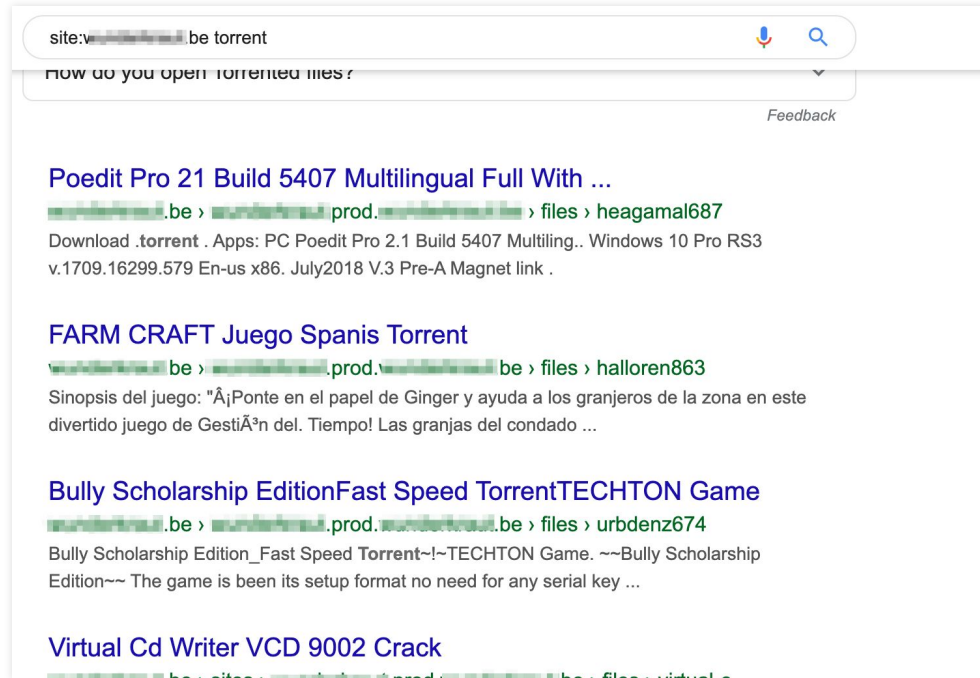 site:w .be torrent
How do you open Torrented files?
Feedback
Poedit Pro 21 Build 5407 Multilingual Full With ...
.be › prod. › files › heagamal687
Download .torrent . Apps: PC Poedit Pro 2.1 Build 5407 Multiling.. Windows 10 Pro RS3
v.1709.16299.579 En-us x86. July2018 V.3 Pre-A Magnet link .
FARM CRAFT Juego Spanis Torrent
be › .prod. be › files › halloren863
Sinopsis del juego: "Â¡Ponte en el papel de Ginger y ayuda a los granjeros de la zona en este
divertido juego de GestiÃ³n del. Tiempo! Las granjas del condado ...
Bully Scholarship EditionFast Speed TorrentTECHTON Game
.be › .prod. .be › files › urbdenz674
Bully Scholarship Edition_Fast Speed Torrent~!~TECHTON Game. ~~Bully Scholarship
Edition~~ The game is been its setup format no need for any serial key ...
Virtual Cd Writer VCD 9002 Crack